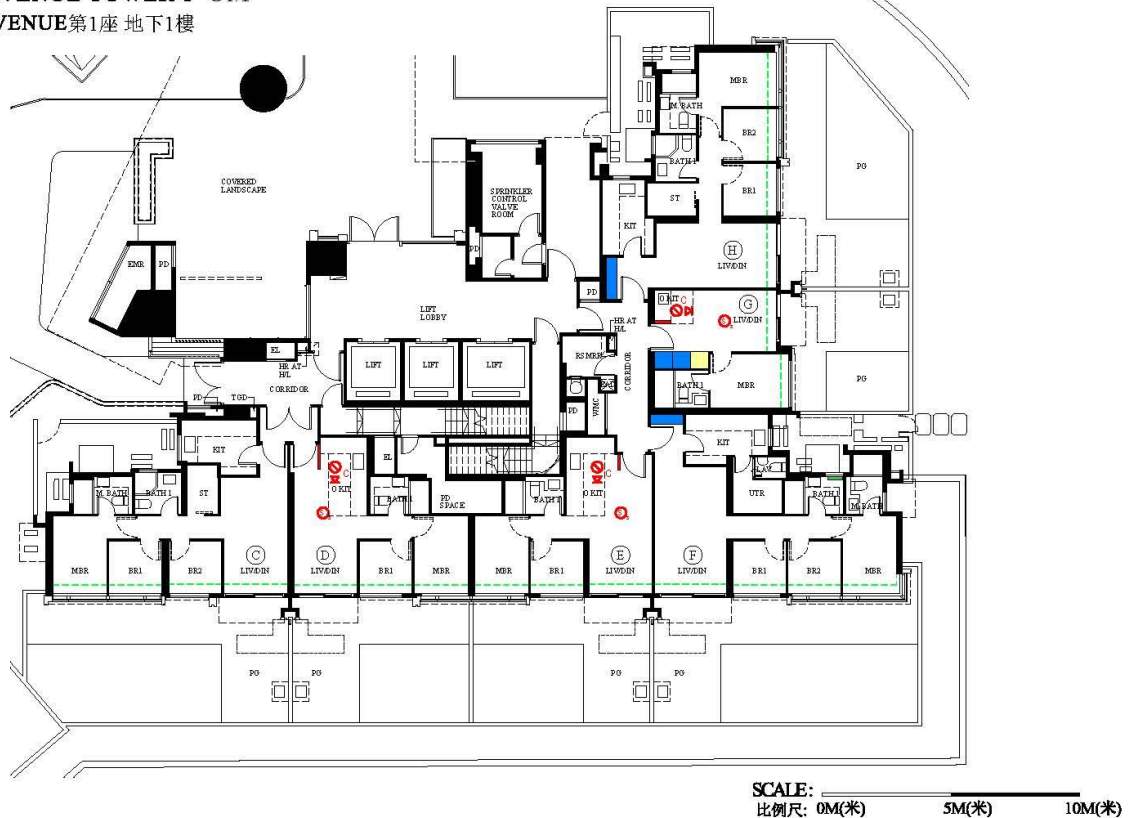 VENUE第1座 地下1樓
MBR
M. BATH
BR2
BATH 1
PG
BR1
ST
COVERED
LANDSCAPE
SPRINKLER
CONTROL
VALVE
ROOM
KIT
H
LIV/DIN
EMR
PD
PD
PD
LIFT
LOBBY
O KIT
C
G
LIV/DIN
S
HR AT
H/L
EL
HR AT
H/L
LIFT
LIFT
LIFT
RS MRR
CORRIDOR
BATH 1
MBR
PG
CORRIDOR
PD
TGD
PD
WMC
KIT
EL
KIT
C
O KIT
C
O KIT
LAV
M. BATH
BATH 1
ST
BATH 1
PD
SPACE
BATH 1
UTR
BATH 1
M. BATH
S
S
C
LIV/DIN
D
LIV/DIN
E
LIV/DIN
F
LIV/DIN
MBR
BR1
BR2
BR1
MBR
MBR
BR1
BR1
BR2
MBR
PG
PG
PG
PG
SCALE:
比例尺: 0M(米)
5M(米)
10M(米)